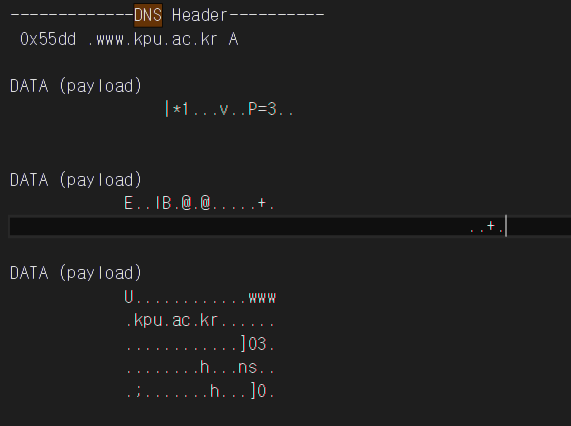 -------------DNS Header----------
0x55dd .www.kpu.ac.kr A
DATA (payload)
|*1...v..P=3..
DATA (payload)
E..IB.@.@.....+.
..+.
DATA (payload)
U............www
.kpu.ac.kr......
............]03.
........h...ns..
.;.......h...]0.